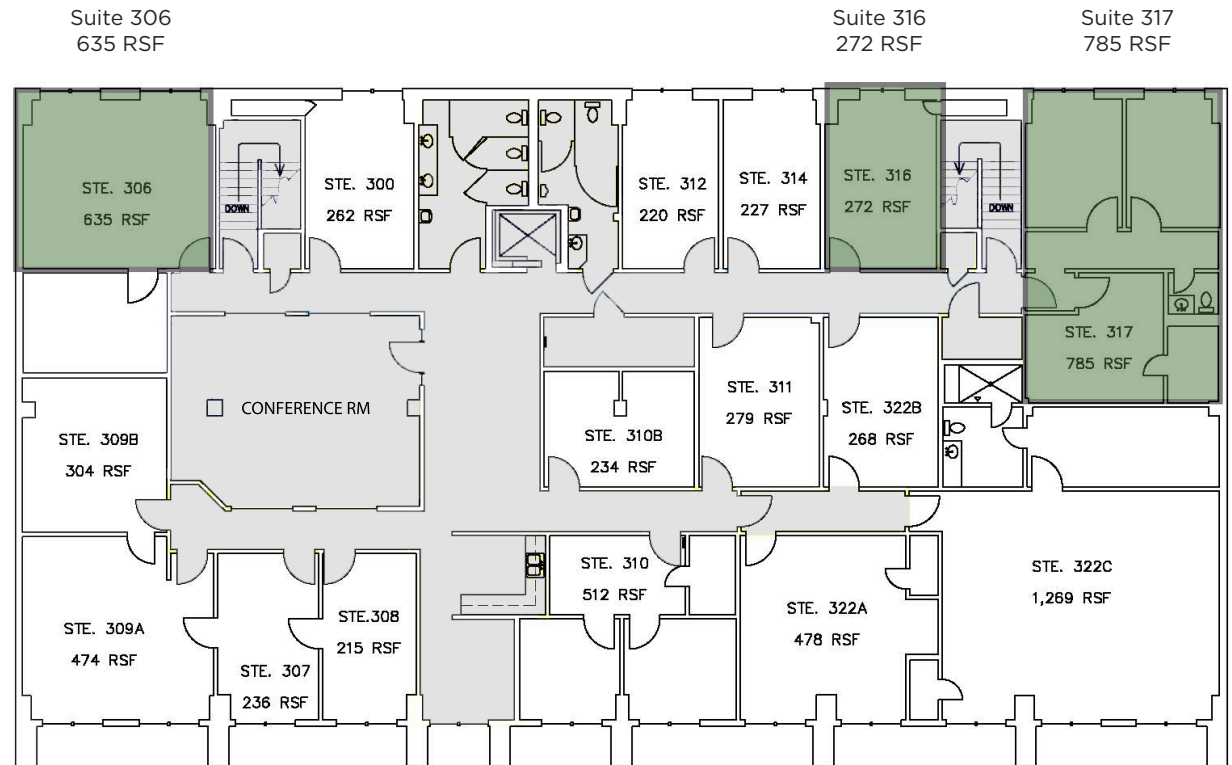 Suite 306
635 RSF
Suite 316
272 RSF
Suite 317
785 RSF
STE. 306
635 RSF
DOWN
STE. 300
262 RSF
STE. 312
220 RSF
STE. 314
227 RSF
STE. 316
272 RSF
DOWN
STE. 317
785 RSF
CONFERENCE RM
STE. 309B
304 RSF
STE. 310B
234 RSF
STE. 311
279 RSF
STE. 322B
268 RSF
STE. 309A
474 RSF
STE. 307
236 RSF
STE.308
215 RSF
STE. 310
512 RSF
STE. 322A
478 RSF
STE. 322C
1,269 RSF